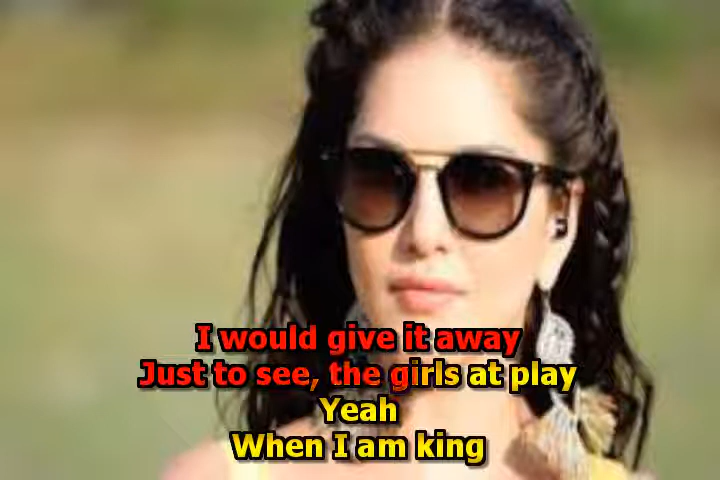 I would give it away
Just to see, the girls at play
Yeah
When I am king